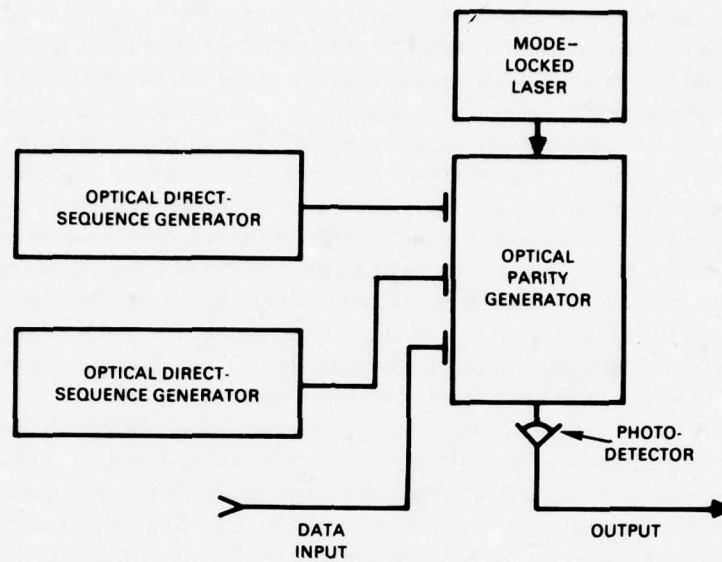 MODE-
LOCKED
LASER
OPTICAL DIRECT-
SEQUENCE GENERATOR
OPTICAL
PARITY
GENERATOR
OPTICAL DIRECT-
SEQUENCE GENERATOR
PHOTO-
DETECTOR
DATA
INPUT
OUTPUT